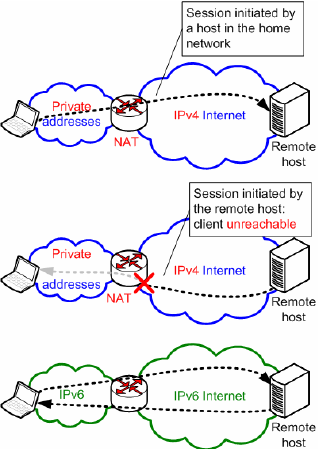 Session initiated by
a host in the home
network
Private
addresses
IPv4 Internet
NAT
Remote
host
Session initiated by
the remote host:
client unreachable
Private
addresses
IPv4 Internet
NAT
Remote
host
IPv6
IPv6 Internet
Remote
host